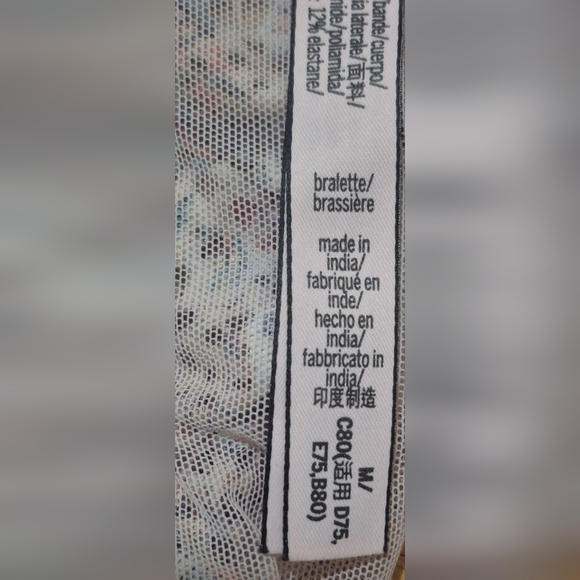 bande/cuerpo/
laterale/面料/
poliamida/
12% elastane/
bralette/
brassière
made in
india/
fabriqué en
inde/
hecho en
india/
fabbricato in
india/
印度制造
M/
C80(适用 D75,
E75,B80)